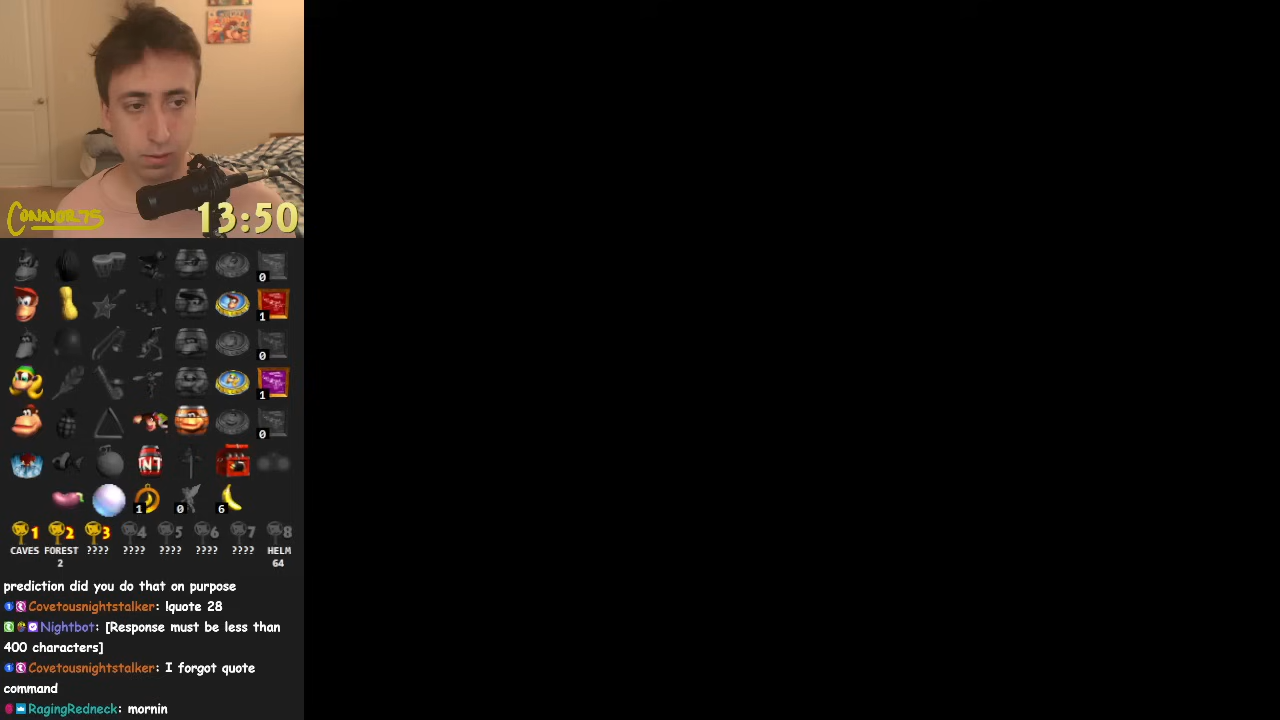 CONNOR75
13:50
0
1
0
1
0
NT
1 0 6
1 2 3 4 5 6 7 8
CAVES FOREST ???? ???? ???? ???? ???? HELM
2 64
prediction did you do that on purpose
Covetousnightstalker: !quote 28
Nightbot: [Response must be less than
400 characters]
Covetousnightstalker: I forgot quote
command
RagingRedneck: mornin